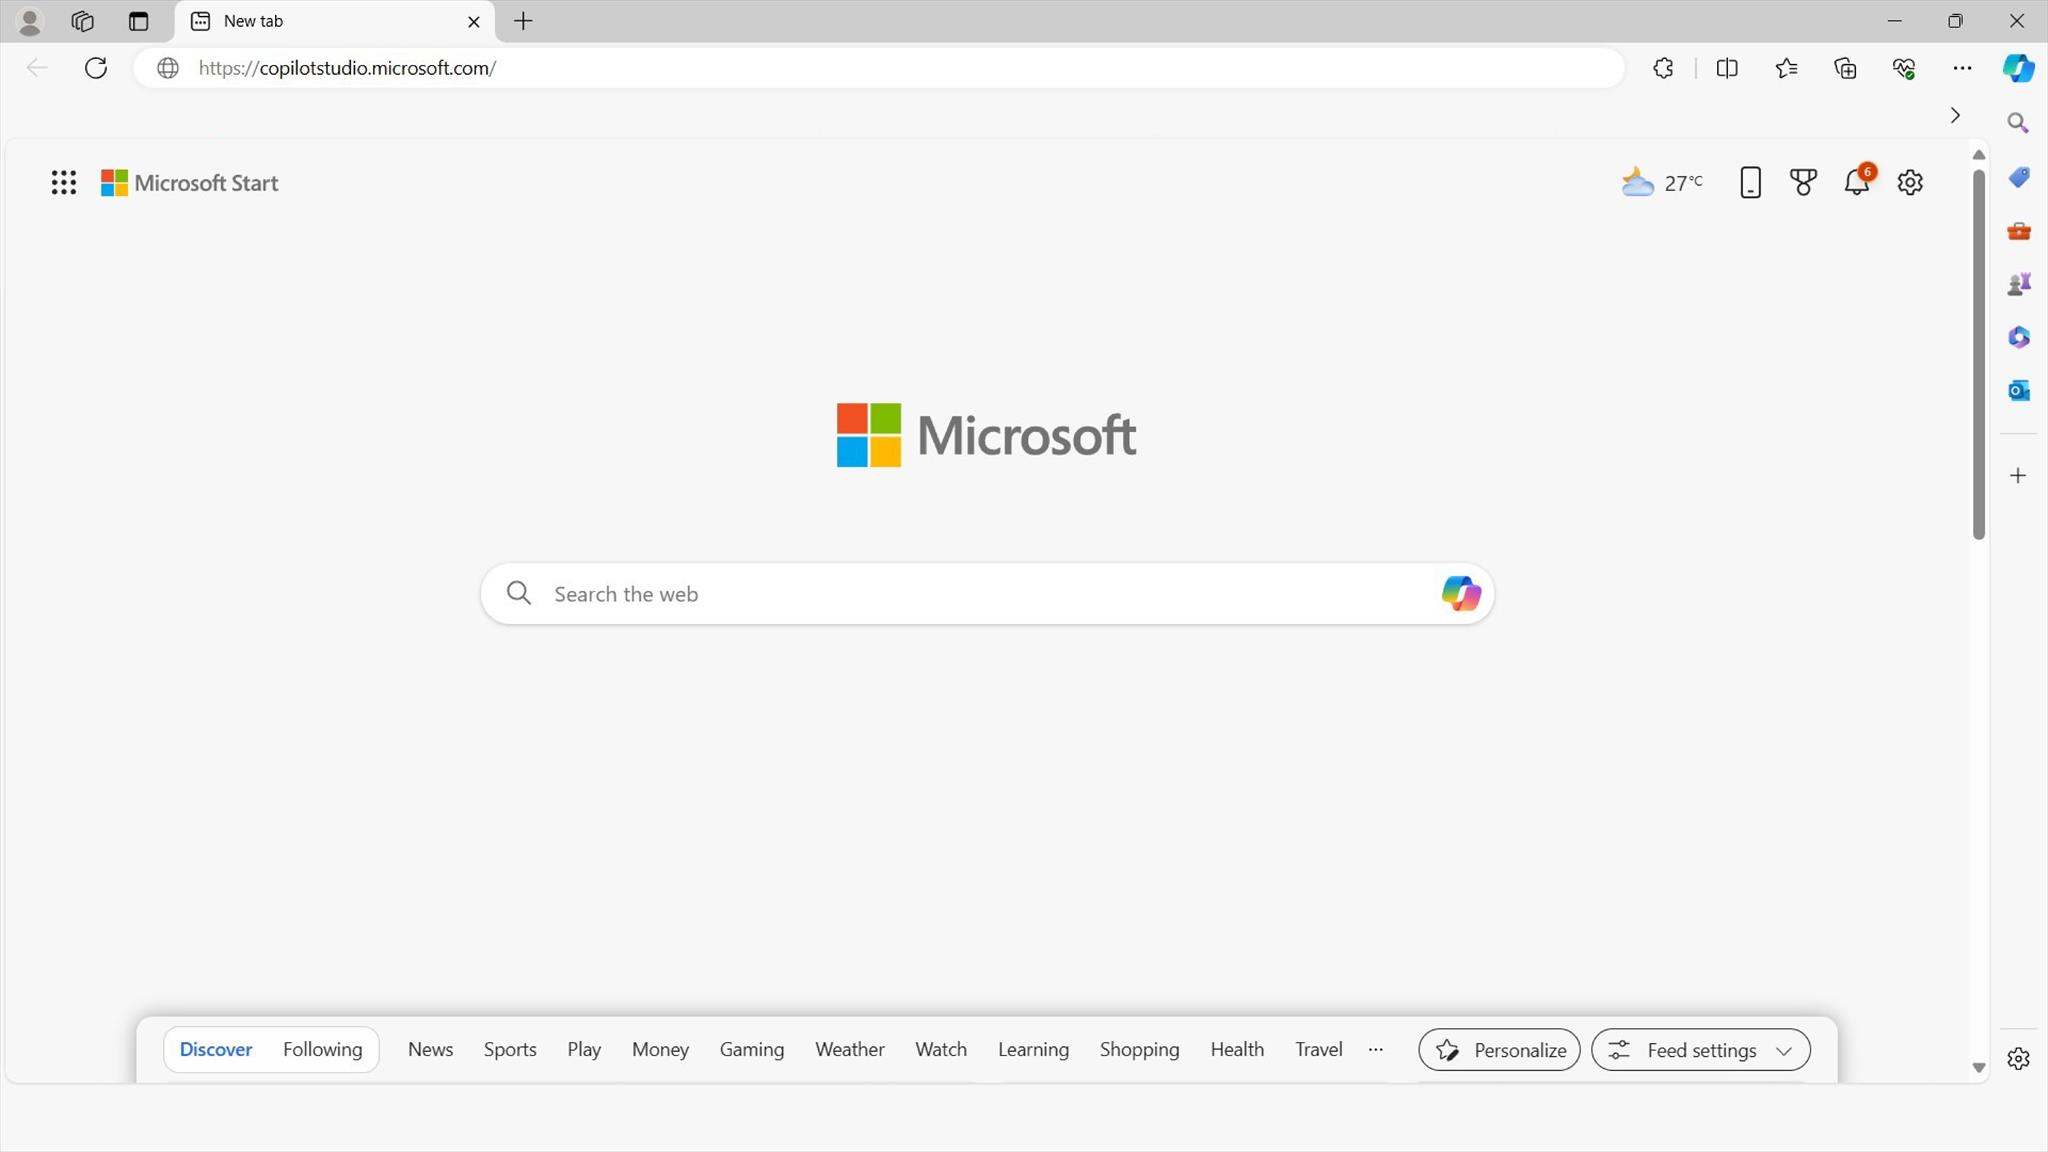 New tab
https://copilotstudio.microsoft.com/
Microsoft Start
27°C
6
Microsoft
Search the web
Discover Following News Sports Play Money Gaming Weather Watch Learning Shopping Health Travel ... Personalize Feed settings